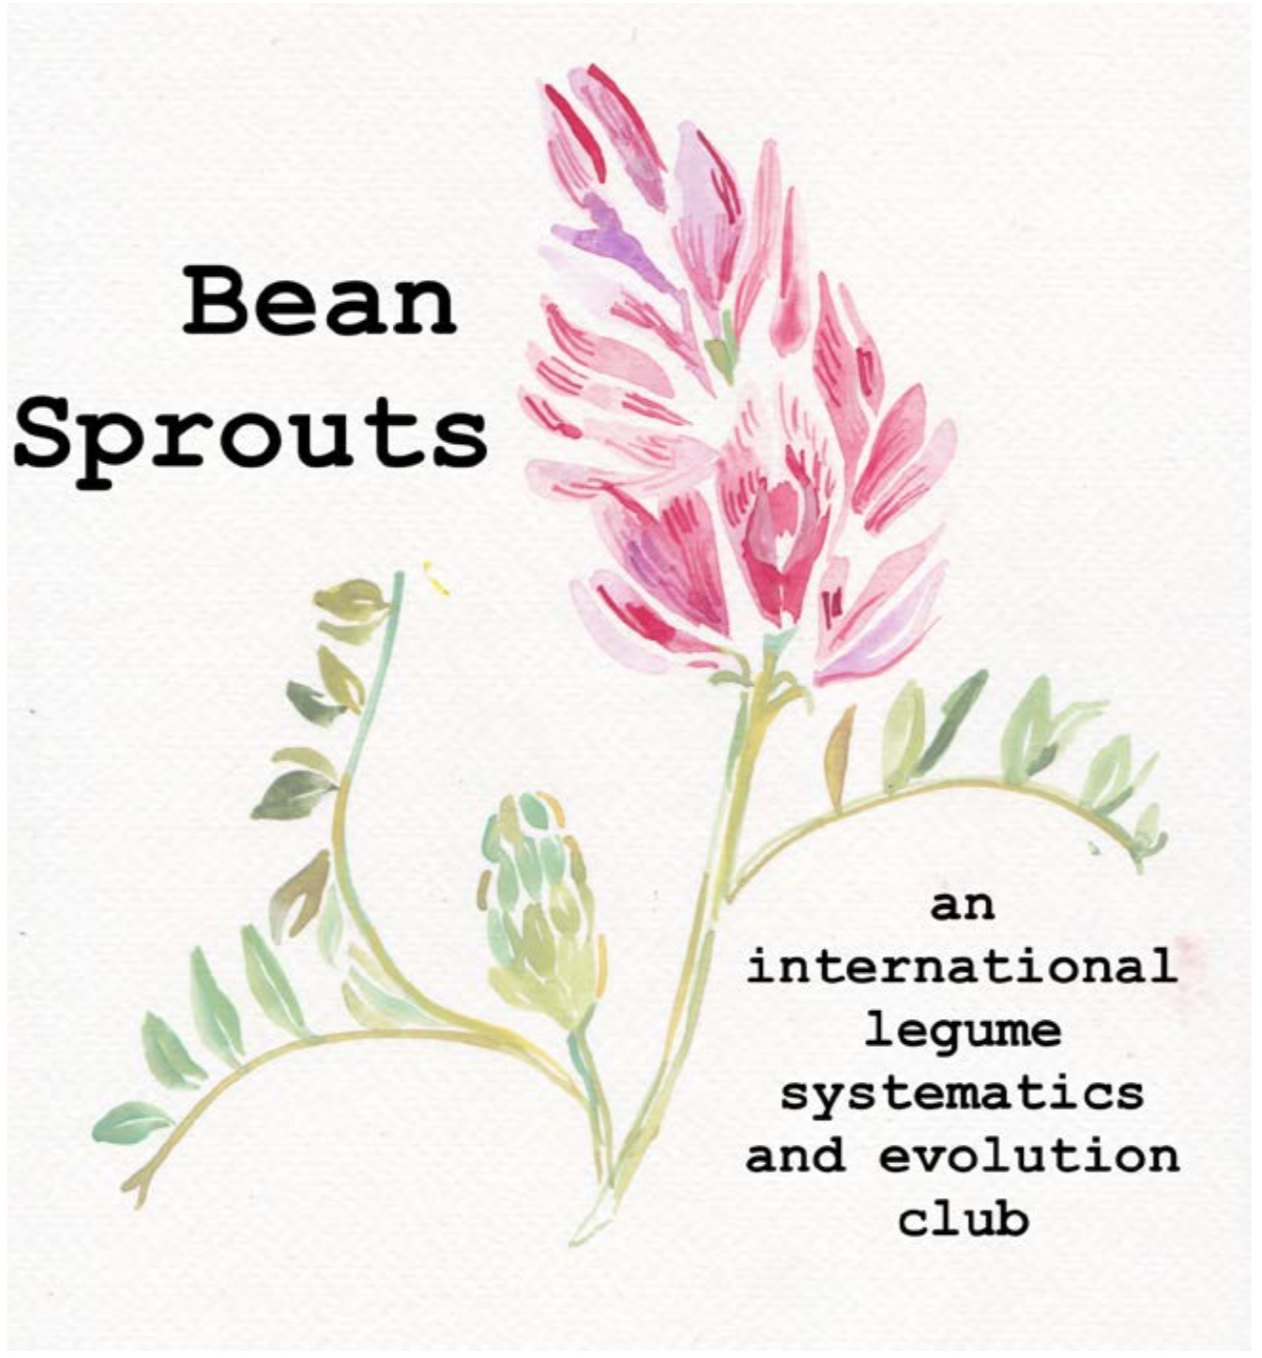 Bean
Sprouts
an
international
legume
systematics
and evolution
club